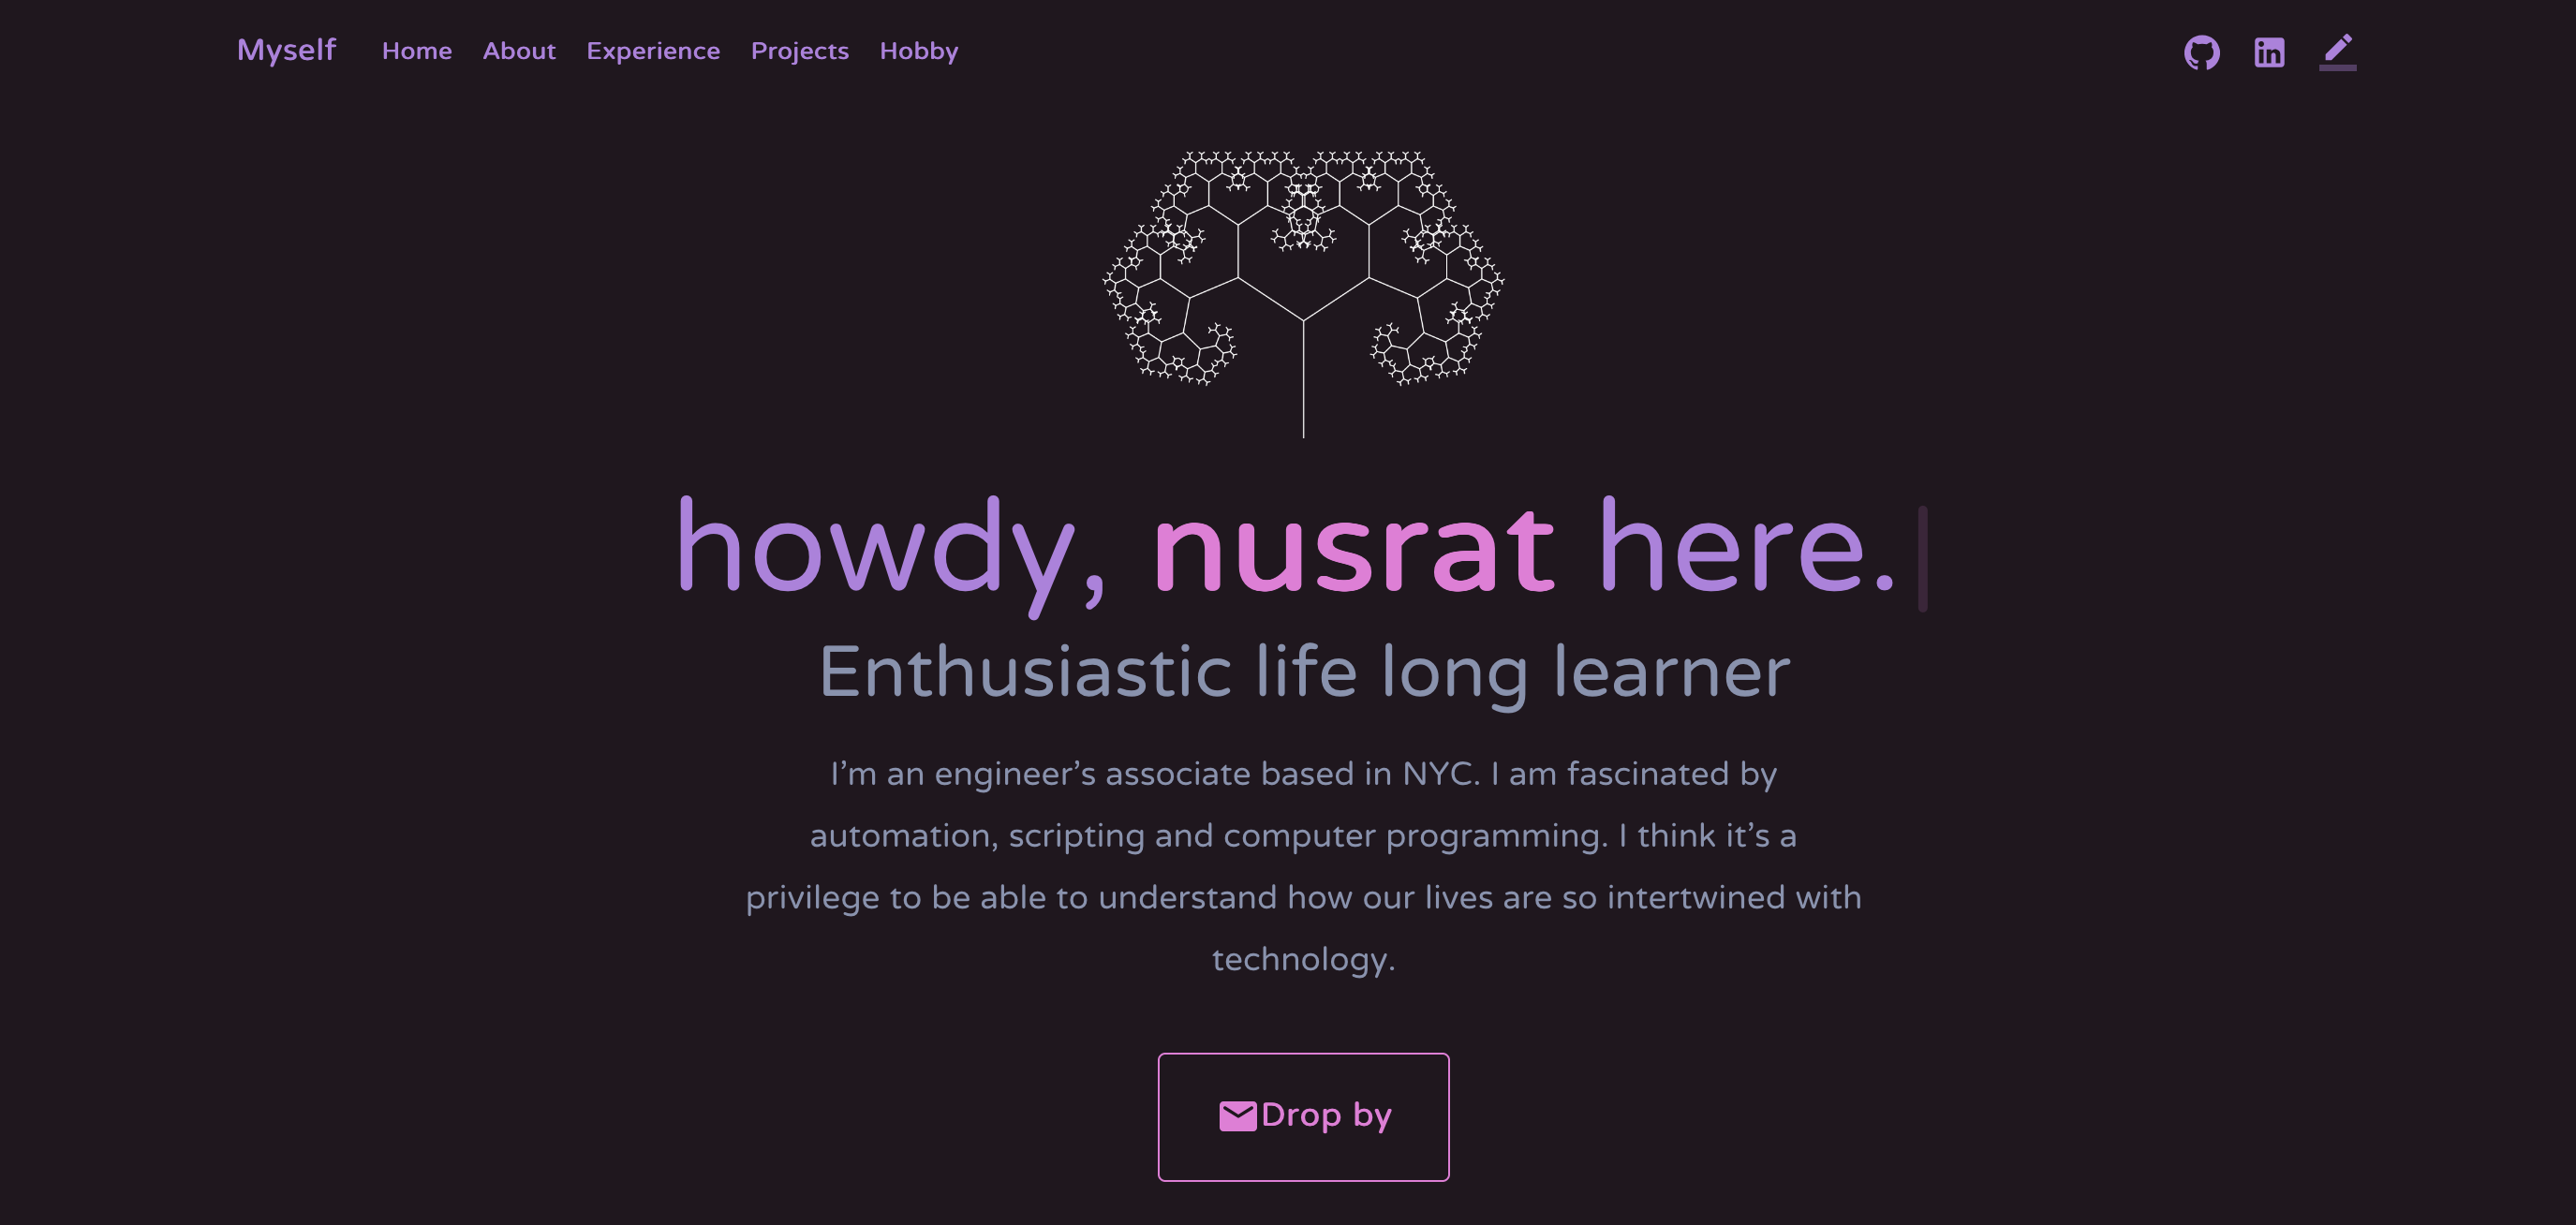 Myself Home About Experience Projects Hobby
howdy, nusrat here.
Enthusiastic life long learner
I’m an engineer’s associate based in NYC. I am fascinated by
automation, scripting and computer programming. I think it’s a
privilege to be able to understand how our lives are so intertwined with
technology.
Drop by